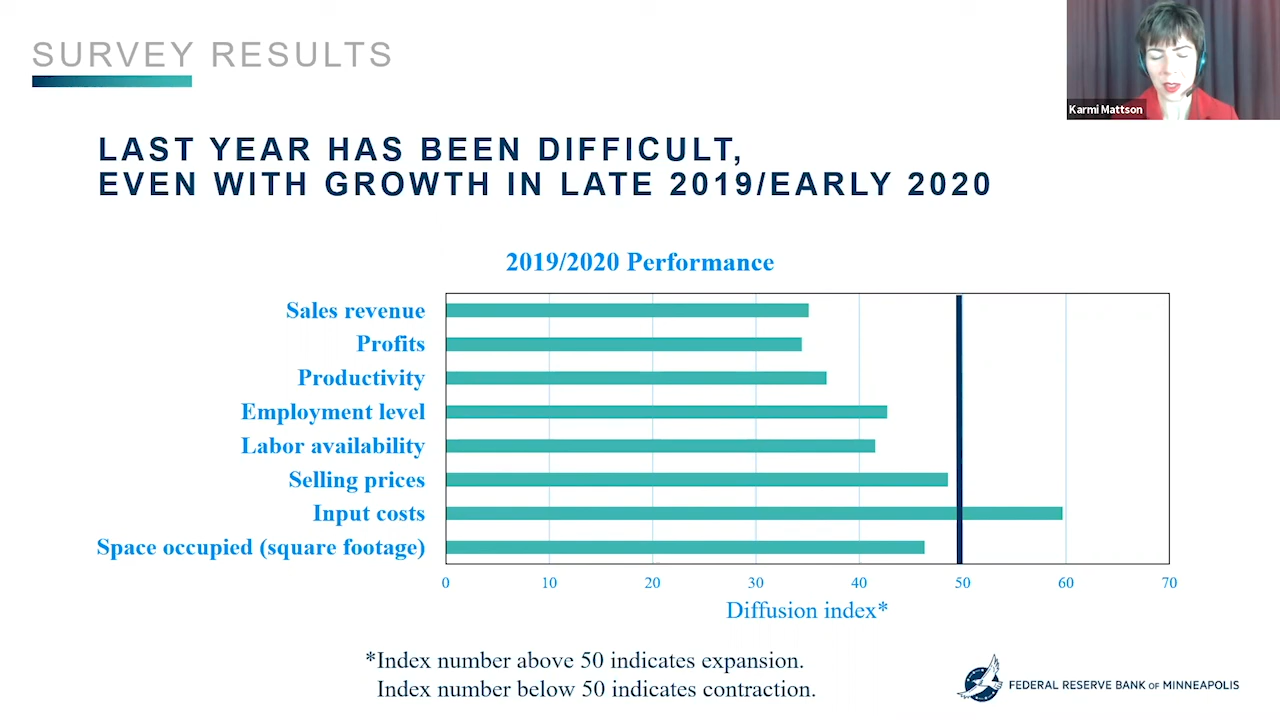 SURVEY RESULTS
Karmi Mattson
LAST YEAR HAS BEEN DIFFICULT,
EVEN WITH GROWTH IN LATE 2019/EARLY 2020
2019/2020 Performance
Sales revenue
Profits
Productivity
Employment level
Labor availability
Selling prices
Input costs
Space occupied (square footage)
0 10 20 30 40 50 60 70
Diffusion index*
*Index number above 50 indicates expansion.
Index number below 50 indicates contraction.
FEDERAL RESERVE BANK OF MINNEAPOLIS